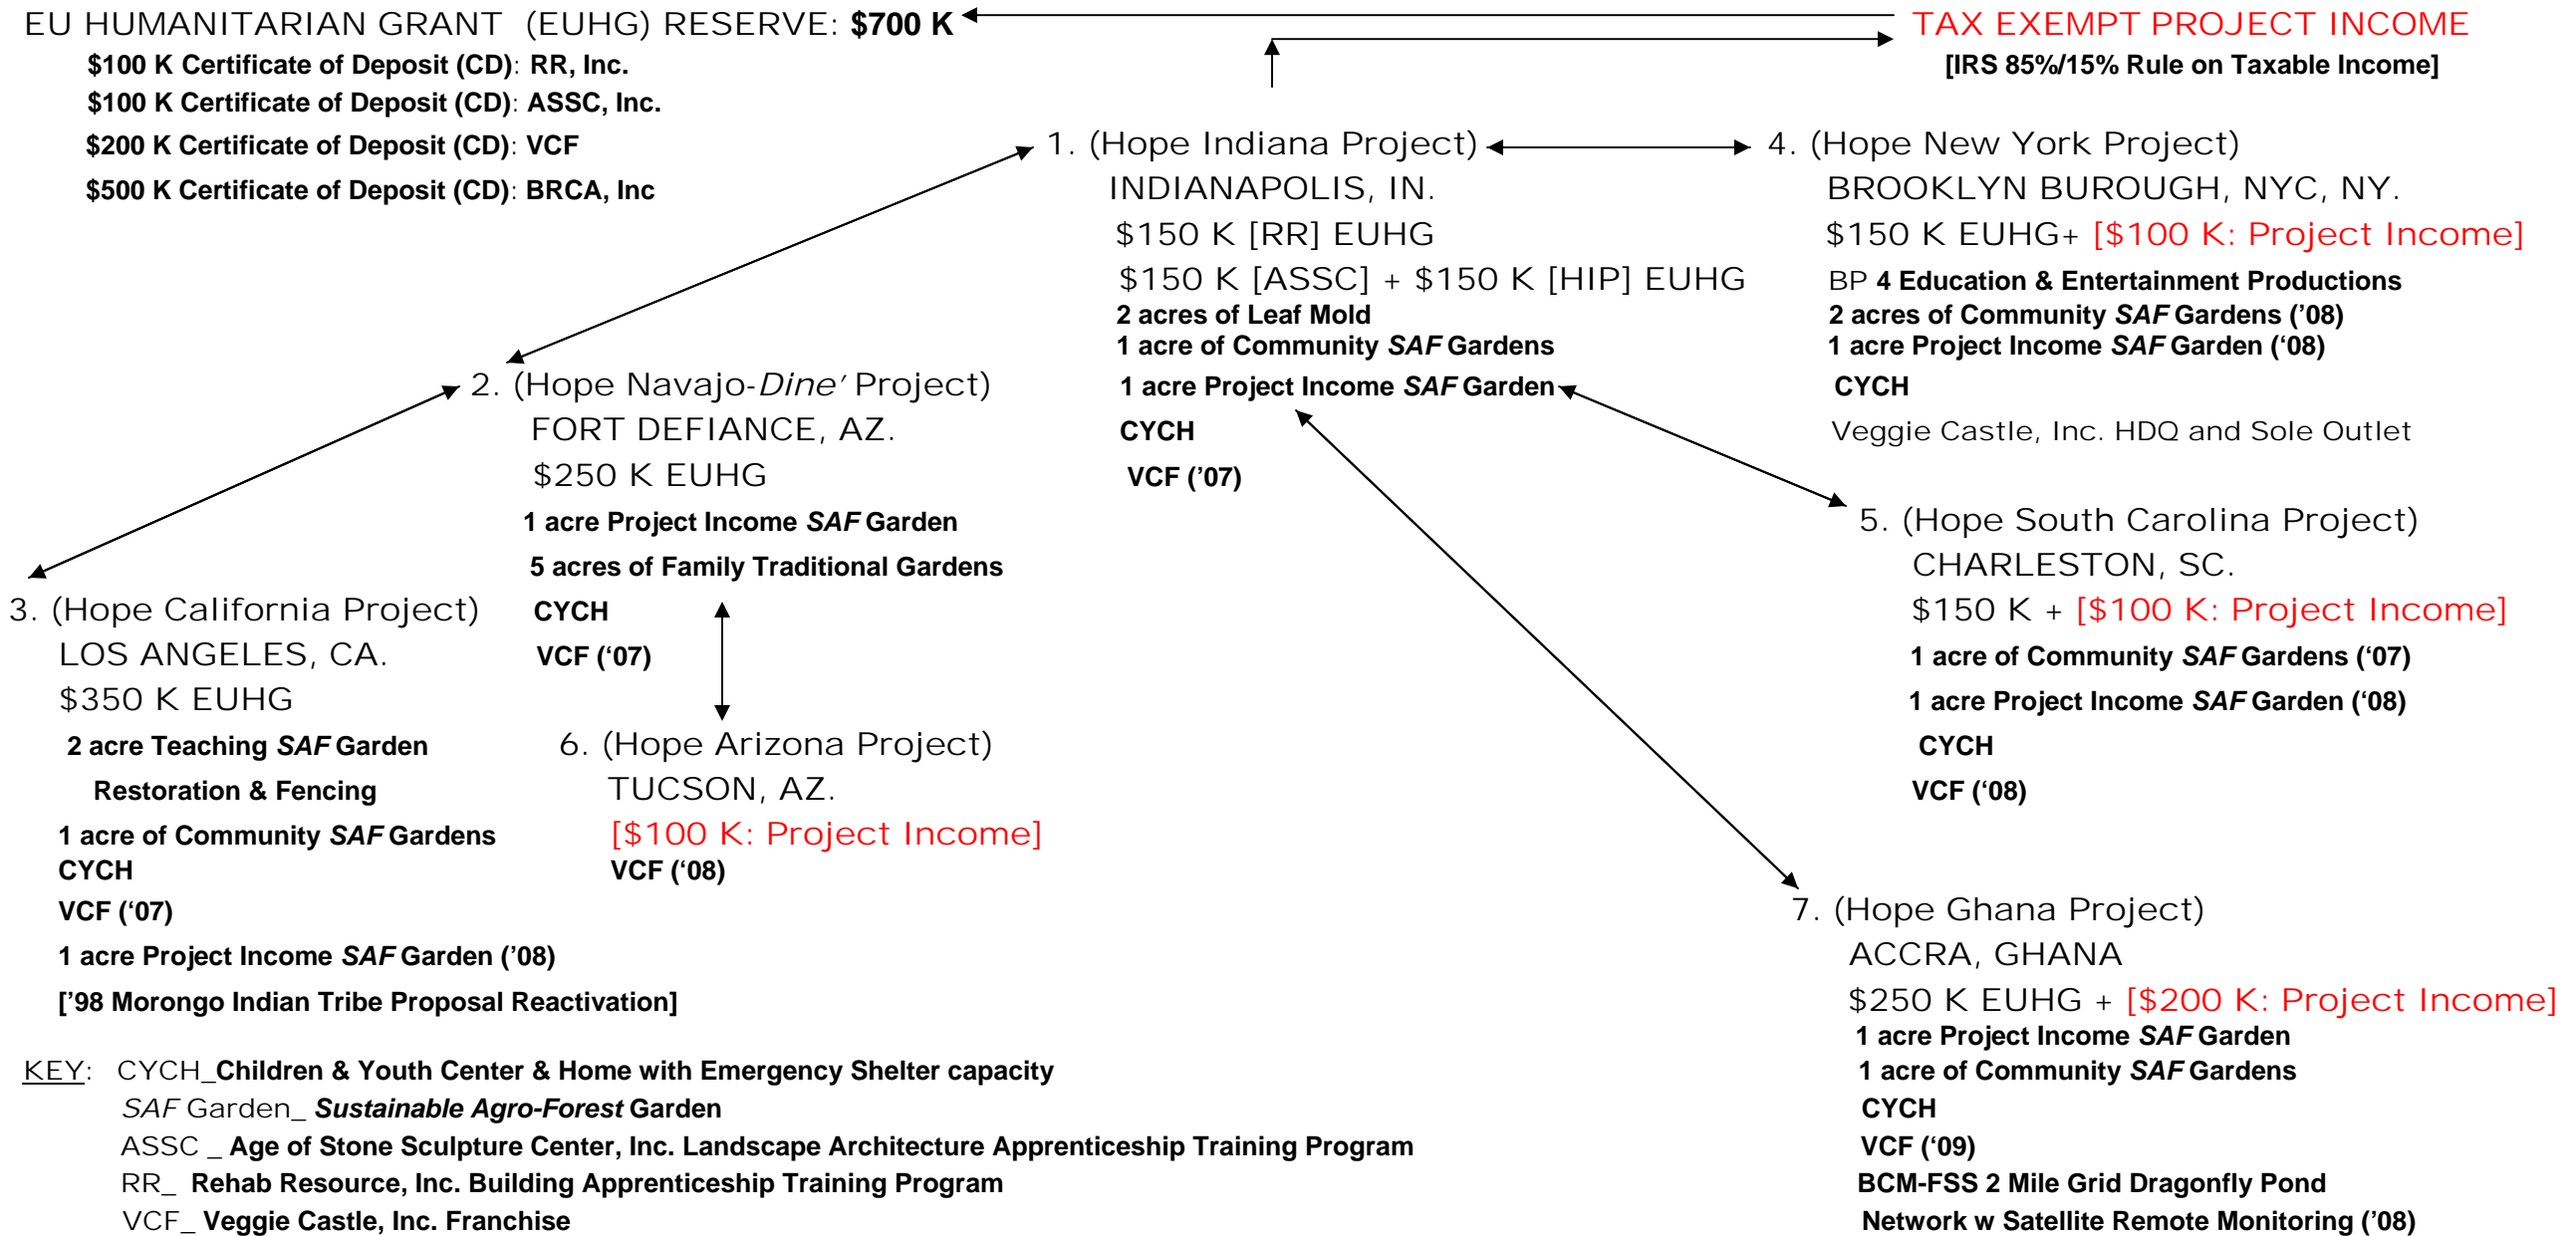 EU HUMANITARIAN GRANT (EUHG) RESERVE: $700 K
$100 K Certificate of Deposit (CD): RR, Inc.
$100 K Certificate of Deposit (CD): ASSC, Inc.
$200 K Certificate of Deposit (CD): VCF
$500 K Certificate of Deposit (CD): BRCA, Inc
TAX EXEMPT PROJECT INCOME
[IRS 85%/15% Rule on Taxable Income]
1. (Hope Indiana Project)
INDIANAPOLIS, IN.
$150 K [RR] EUHG
$150 K [ASSC] + $150 K [HIP] EUHG
2 acres of Leaf Mold
1 acre of Community SAF Gardens
1 acre Project Income SAF Garden
CYCH
VCF ('07)
4. (Hope New York Project)
BROOKLYN BUROUGH, NYC, NY.
$150 K EUHG+ [$100 K: Project Income]
BP 4 Education & Entertainment Productions
2 acres of Community SAF Gardens ('08)
1 acre Project Income SAF Garden ('08)
CYCH
Veggie Castle, Inc. HDQ and Sole Outlet
2. (Hope Navajo-Dine' Project)
FORT DEFIANCE, AZ.
$250 K EUHG
1 acre Project Income SAF Garden
5 acres of Family Traditional Gardens
CYCH
VCF ('07)
5. (Hope South Carolina Project)
CHARLESTON, SC.
$150 K + [$100 K: Project Income]
1 acre of Community SAF Gardens ('07)
1 acre Project Income SAF Garden ('08)
CYCH
VCF ('08)
3. (Hope California Project)
LOS ANGELES, CA.
$350 K EUHG
2 acre Teaching SAF Garden
Restoration & Fencing
1 acre of Community SAF Gardens
CYCH
VCF ('07)
1 acre Project Income SAF Garden ('08)
['98 Morongo Indian Tribe Proposal Reactivation]
6. (Hope Arizona Project)
TUCSON, AZ.
[$100 K: Project Income]
VCF ('08)
7. (Hope Ghana Project)
ACCRA, GHANA
$250 K EUHG + [$200 K: Project Income]
1 acre Project Income SAF Garden
1 acre of Community SAF Gardens
CYCH
VCF ('09)
BCM-FSS 2 Mile Grid Dragonfly Pond
Network w Satellite Remote Monitoring ('08)
KEY: CYCH_Children & Youth Center & Home with Emergency Shelter capacity
SAF Garden_ Sustainable Agro-Forest Garden
ASSC _ Age of Stone Sculpture Center, Inc. Landscape Architecture Apprenticeship Training Program
RR_ Rehab Resource, Inc. Building Apprenticeship Training Program
VCF_ Veggie Castle, Inc. Franchise